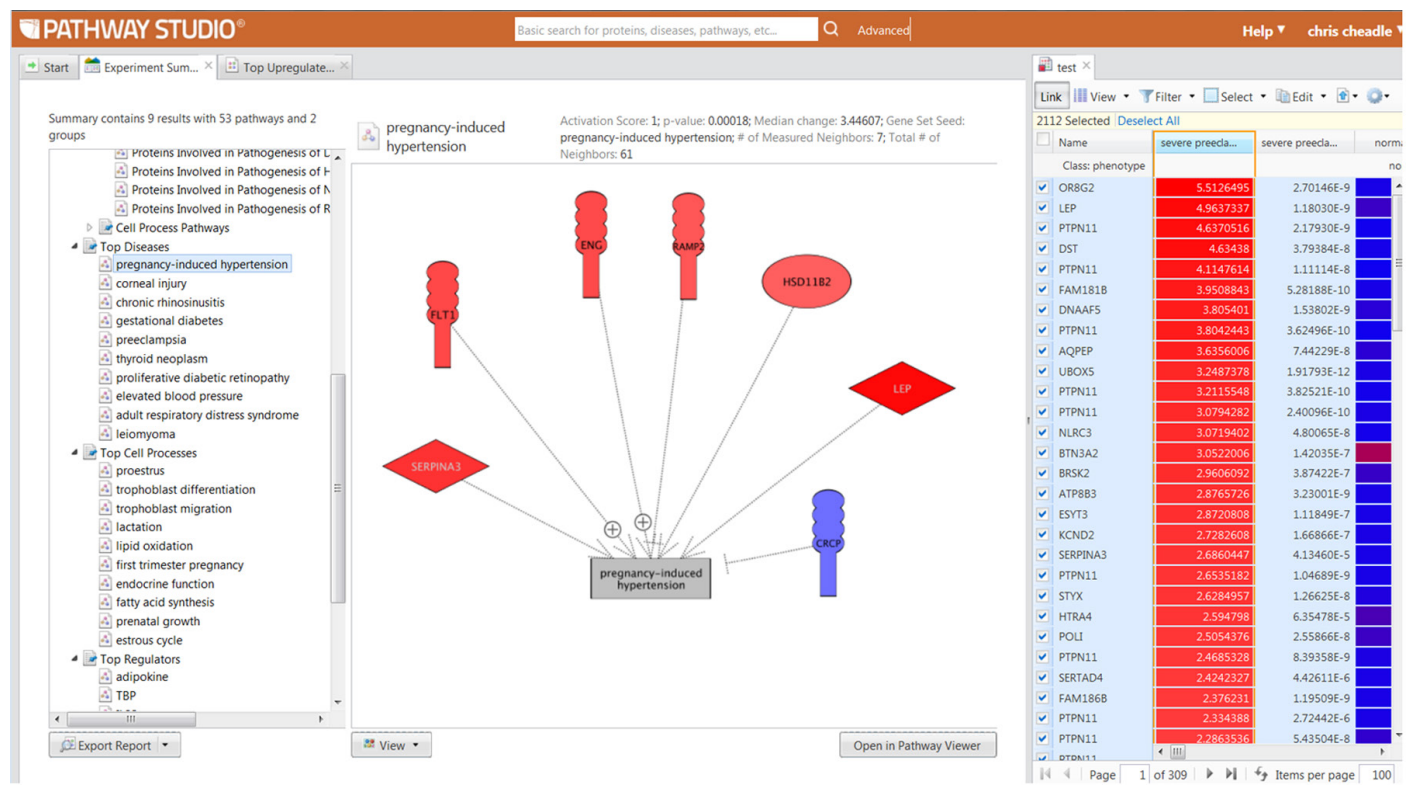 PATHWAY STUDIO®
Basic search for proteins, diseases, pathways, etc...
Advanced
Help
chris cheadle
Start
Experiment Sum...
Top Upregulate...
test
Summary contains 9 results with 53 pathways and 2
groups
Proteins Involved in Pathogenesis of
Proteins Involved in Pathogenesis of
Proteins Involved in Pathogenesis of N
Proteins Involved in Pathogenesis of R
Cell Process Pathways
Top Diseases
pregnancy-induced hypertension
corneal injury
chronic rhinosinusitis
gestational diabetes
preeclampsia
thyroid neoplasm
proliferative diabetic retinopathy
elevated blood pressure
adult respiratory distress syndrome
leiomyoma
Top Cell Processes
proestrus
trophoblast differentiation
trophoblast migration
lactation
lipid oxidation
first trimester pregnancy
endocrine function
fatty acid synthesis
prenatal growth
estrous cycle
Top Regulators
adipokine
TBP
Export Report
pregnancy-induced
hypertension
Activation Score: 1; p-value: 0.00018; Median change: 3.44607; Gene Set Seed:
pregnancy-induced hypertension; # of Measured Neighbors: 7; Total # of
Neighbors: 61
ENG
RAMP2
HSD11B2
FLT1
LEP
SERPINA3
CRCP
pregnancy-induced
hypertension
View
Open in Pathway Viewer
Link View Filter Select Edit
2112 Selected Deselect All
Name severe preecla... severe preecla... norma
Class: phenotype no
OR8G2 5.5126495 2.70146E-9
LEP 4.9637337 1.18030E-9
PTPN11 4.6370516 2.17930E-9
DST 4.63438 3.79384E-8
PTPN11 4.1147614 1.11114E-8
FAM181B 3.9508843 5.28188E-10
DNAAF5 3.805401 1.53802E-9
PTPN11 3.8042443 3.62496E-10
AQPEP 3.6356006 7.44229E-8
UBOX5 3.2487378 1.91793E-12
PTPN11 3.2115548 3.82521E-10
PTPN11 3.0794282 2.40096E-10
NLRC3 3.0719402 4.80065E-8
BTN3A2 3.0522006 1.42035E-7
BRSK2 2.9606092 3.87422E-7
ATP8B3 2.8765726 3.23001E-9
ESYT3 2.8720808 1.11849E-7
KCND2 2.7282608 1.66866E-7
SERPINA3 2.6860447 4.13460E-5
PTPN11 2.6535182 1.04689E-9
STYX 2.6284957 1.26625E-8
HTRA4 2.594798 6.35478E-5
POLI 2.5054376 2.55866E-8
PTPN11 2.4685328 8.39358E-9
SERTAD4 2.4242327 4.42611E-6
FAM186B 2.376231 1.19509E-9
PTPN11 2.334388 2.72442E-6
PTPN11 2.2863536 5.43504E-8
PTPN11
Page 1 of 309 Items per page 100